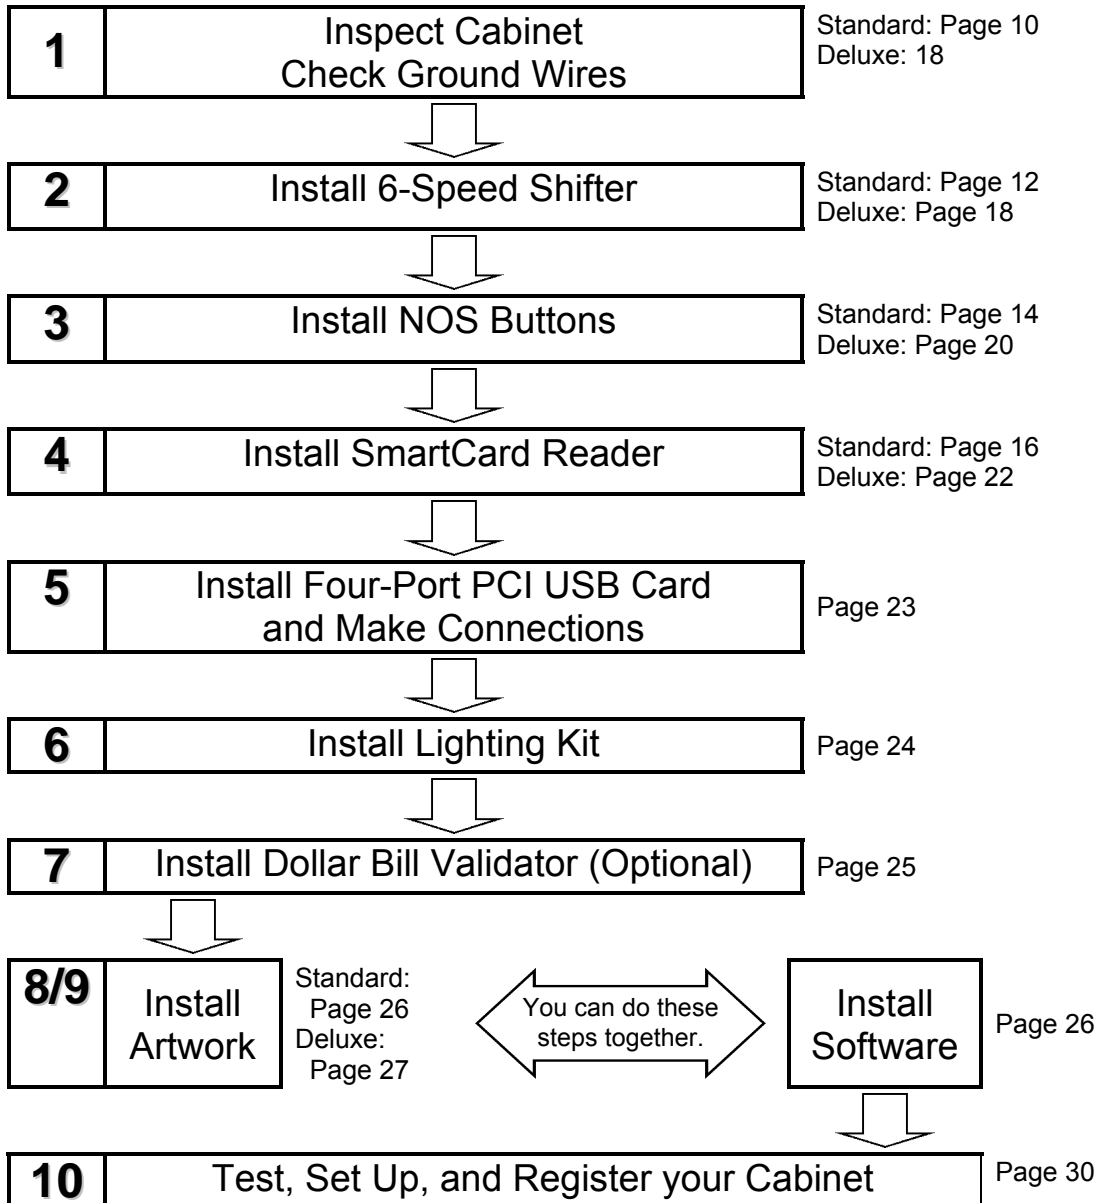 1
Inspect Cabinet
Check Ground Wires
Standard: Page 10
Deluxe: 18
2
Install 6-Speed Shifter
Standard: Page 12
Deluxe: Page 18
3
Install NOS Buttons
Standard: Page 14
Deluxe: Page 20
4
Install SmartCard Reader
Standard: Page 16
Deluxe: Page 22
5
Install Four-Port PCI USB Card
and Make Connections
Page 23
6
Install Lighting Kit
Page 24
7
Install Dollar Bill Validator (Optional)
Page 25
8/9
Install
Artwork
Standard:
Page 26
Deluxe:
Page 27
You can do these
steps together.
Install
Software
Page 26
10
Test, Set Up, and Register your Cabinet
Page 30